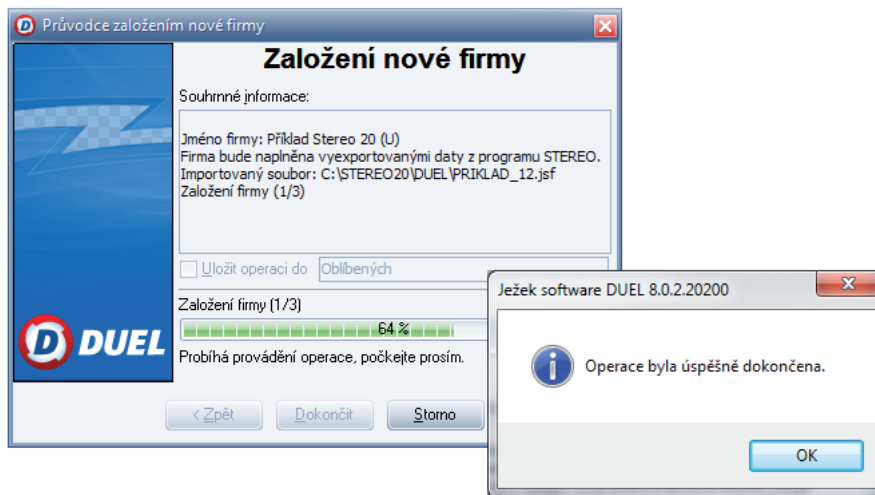 Průvodce založením nové firmy
Založení nové firmy
Souhrnné informace:
Jméno firmy: Příklad Stereo 20 (U)
Firma bude naplněna vyexportovanými daty z programu STEREO.
Importovaný soubor: C:\STEREO20\DUEL\PRIKLAD_12.jsf
Založení firmy (1/3)
Uložit operaci do Oblíbených
Založení firmy (1/3)
64 %
Probíhá provádění operace, počkejte prosím.
DUEL
< Zpět Dokončit Storno
Ježek software DUEL 8.0.2.20200
Operace byla úspěšně dokončena.
OK